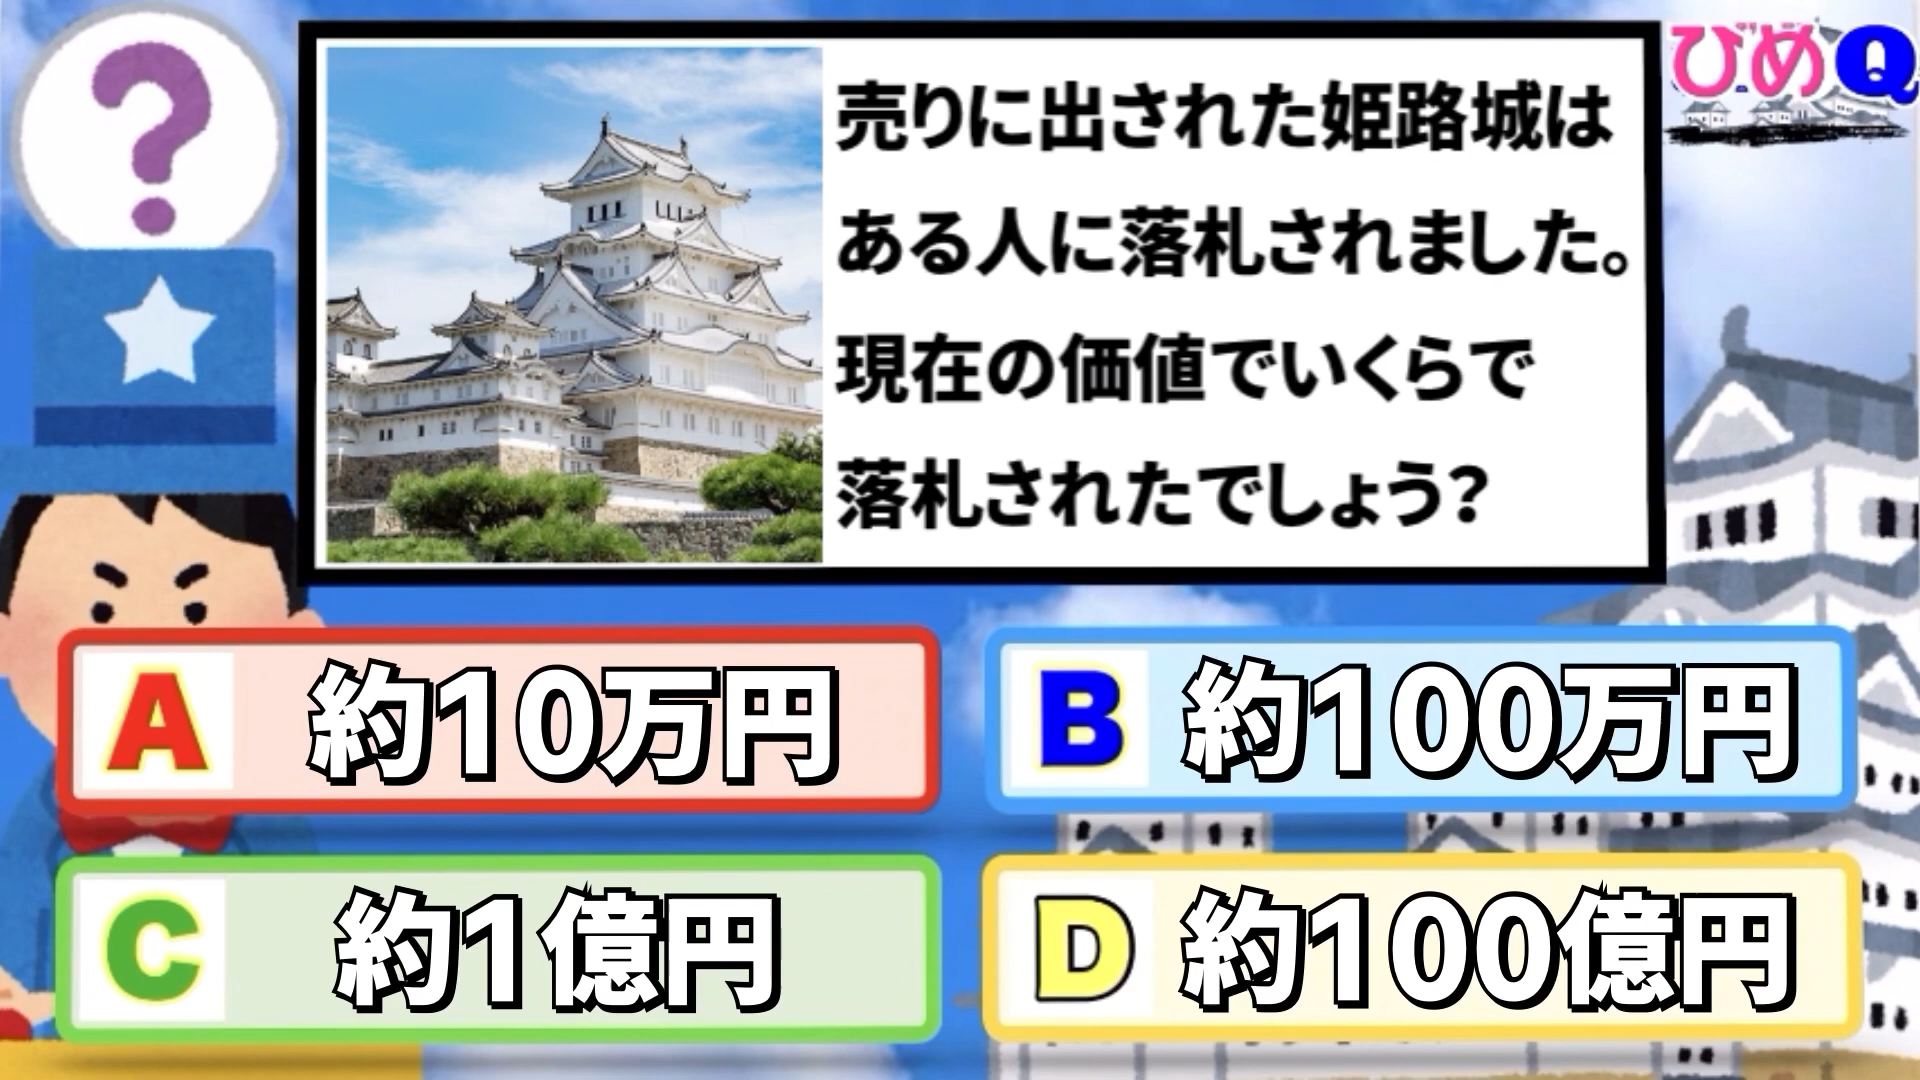 びめQ
売りに出された姫路城は
ある人に落札されました。
現在の価値でいくらで
落札されたでしょう?
A 約10万円
B 約100万円
C 約1億円
D 約100億円